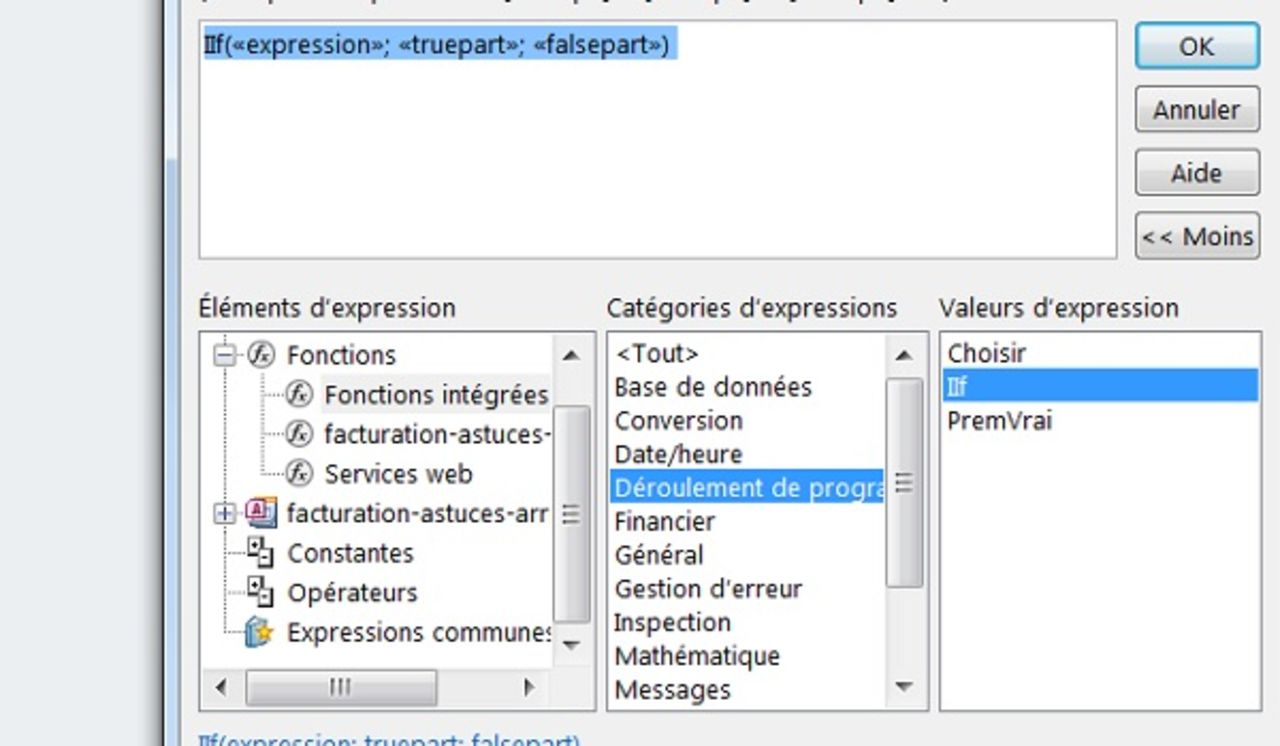 IIf(«expression»; «truepart»; «falsepart»)
OK
Annuler
Aide
<< Moins
Éléments d'expression
Fonctions
Fonctions intégrées
facturation-astuces-
Services web
facturation-astuces-arr
Constantes
Opérateurs
Expressions communes
Catégories d'expressions
<Tout>
Base de données
Conversion
Date/heure
Déroulement de progra
Financier
Général
Gestion d'erreur
Inspection
Mathématique
Messages
Valeurs d'expression
Choisir
IIf
PremVrai
IIf(expression; truepart; falsepart)